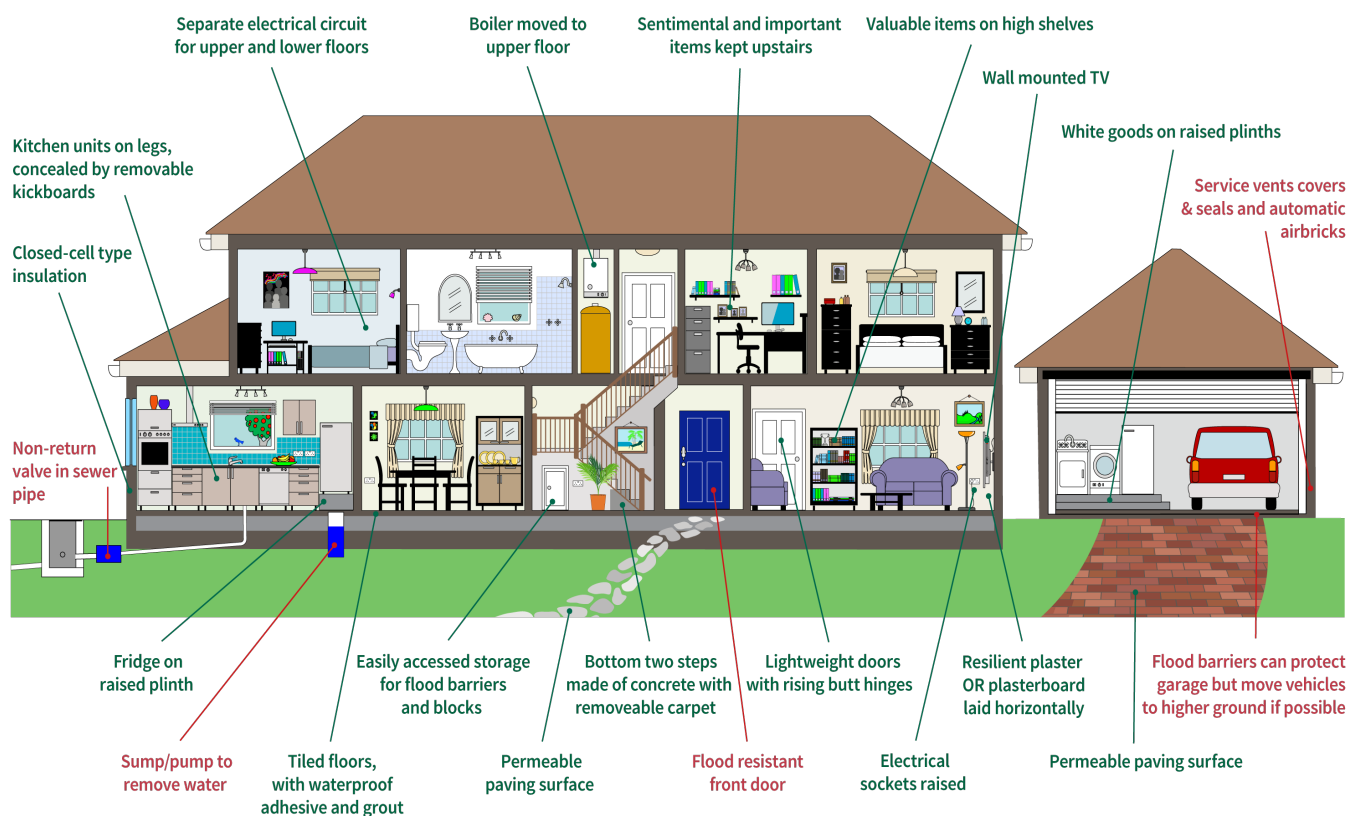 Separate electrical circuit
for upper and lower floors
Boiler moved to
upper floor
Sentimental and important
items kept upstairs
Valuable items on high shelves
Wall mounted TV
White goods on raised plinths
Kitchen units on legs,
concealed by removable
kickboards
Service vents covers
& seals and automatic
airbricks
Closed-cell type
insulation
Non-return
valve in sewer
pipe
Fridge on
raised plinth
Easily accessed storage
for flood barriers
and blocks
Bottom two steps
made of concrete with
removeable carpet
Lightweight doors
with rising butt hinges
Resilient plaster
OR plasterboard
laid horizontally
Flood barriers can protect
garage but move vehicles
to higher ground if possible
Sump/pump to
remove water
Tiled floors,
with waterproof
adhesive and grout
Permeable
paving surface
Flood resistant
front door
Electrical
sockets raised
Permeable paving surface